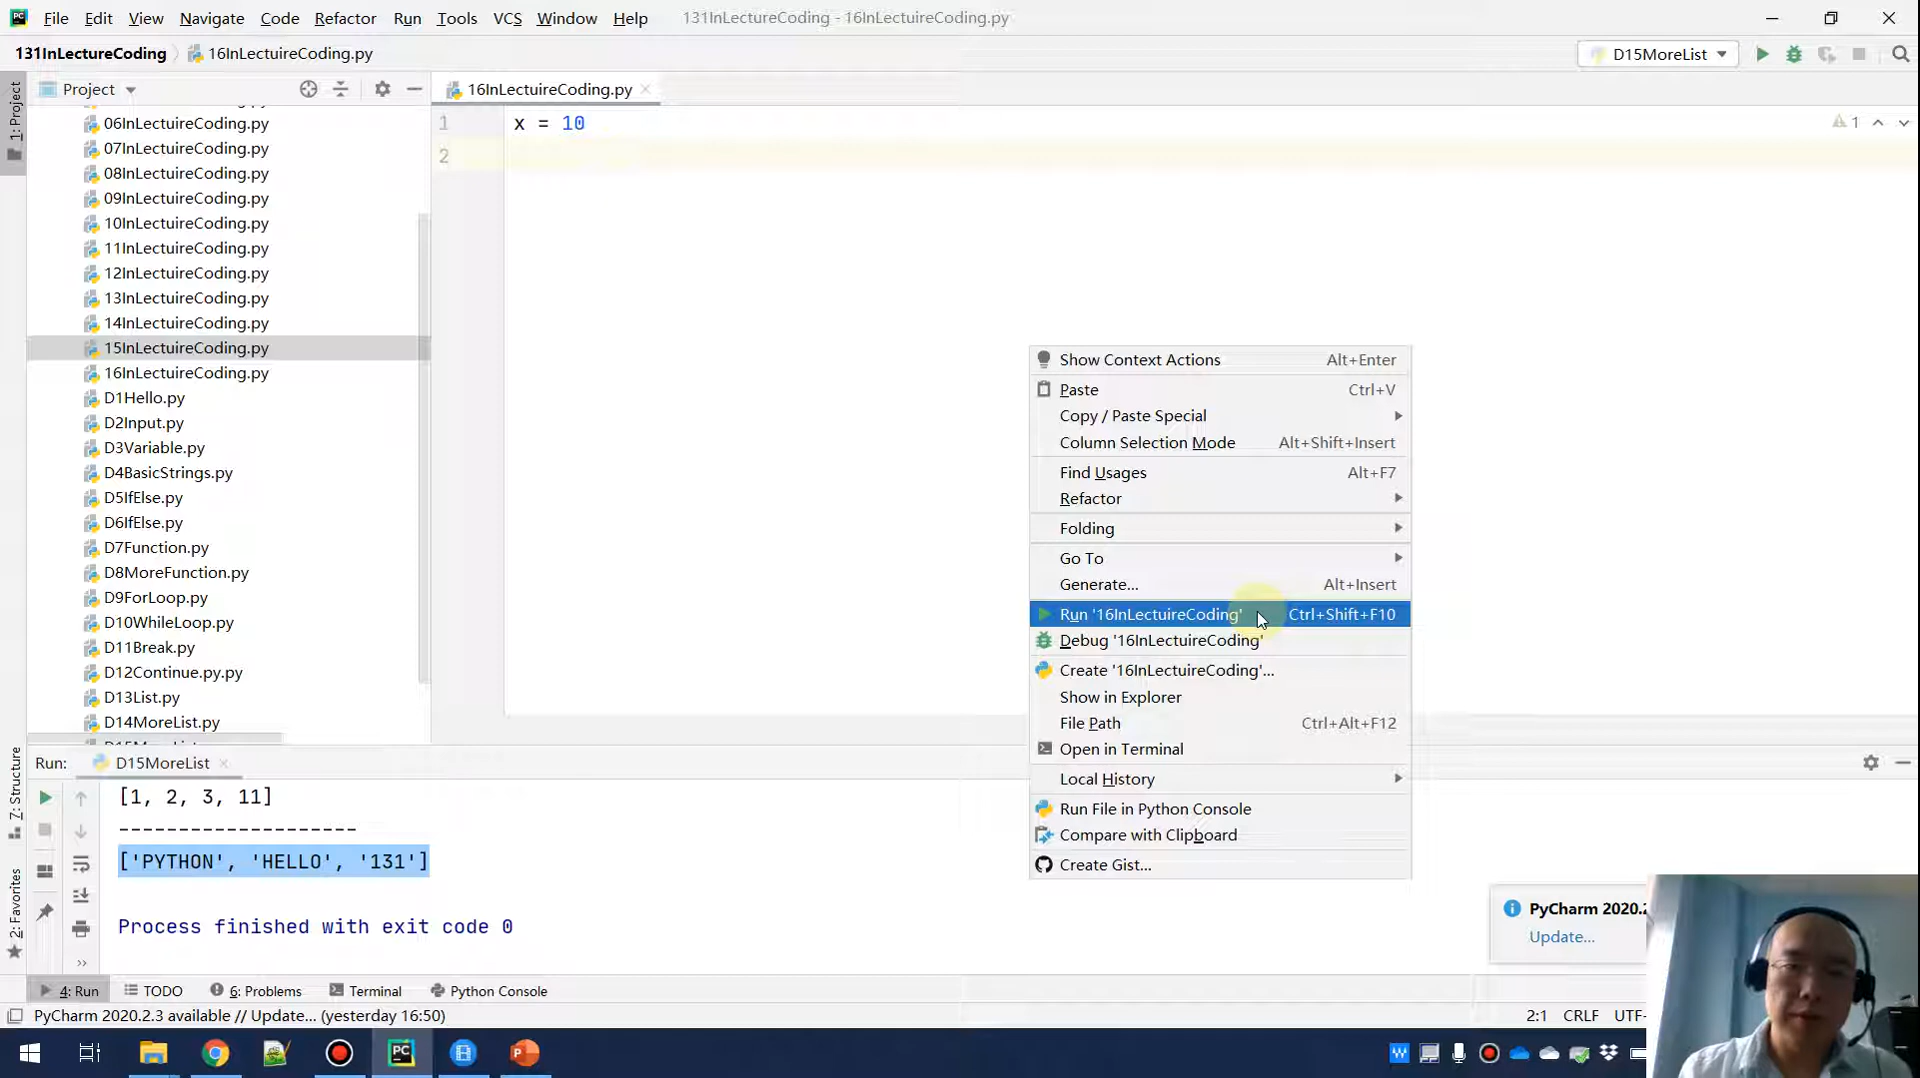 PC File Edit View Navigate Code Refactor Run Tools VCS Window Help 131InLectureCoding - 16InLectuireCoding.py
131InLectureCoding 16InLectuireCoding.py D15MoreList
Project 16InLectuireCoding.py
1: Project
06InLectuireCoding.py
07InLectuireCoding.py
08InLectuireCoding.py
09InLectuireCoding.py
10InLectuireCoding.py
11InLectuireCoding.py
12InLectuireCoding.py
13InLectuireCoding.py
14InLectuireCoding.py
15InLectuireCoding.py
16InLectuireCoding.py
D1Hello.py
D2Input.py
D3Variable.py
D4BasicStrings.py
D5IfElse.py
D6IfElse.py
D7Function.py
D8MoreFunction.py
D9ForLoop.py
D10WhileLoop.py
D11Break.py
D12Continue.py.py
D13List.py
D14MoreList.py
1 x = 10
2
1
Show Context Actions Alt+Enter
Paste Ctrl+V
Copy / Paste Special
Column Selection Mode Alt+Shift+Insert
Find Usages Alt+F7
Refactor
Folding
Go To
Generate... Alt+Insert
Run '16InLectuireCoding' Ctrl+Shift+F10
Debug '16InLectuireCoding'
Create '16InLectuireCoding'...
Show in Explorer
File Path Ctrl+Alt+F12
Open in Terminal
Local History
Run File in Python Console
Compare with Clipboard
Create Gist...
7: Structure
2: Favorites
Run: D15MoreList
[1, 2, 3, 11]
--------------------
['PYTHON', 'HELLO', '131']
Process finished with exit code 0
PyCharm 2020.2
Update...
4: Run TODO 6: Problems Terminal Python Console
PyCharm 2020.2.3 available // Update... (yesterday 16:50) 2:1 CRLF UTF-
PC P W